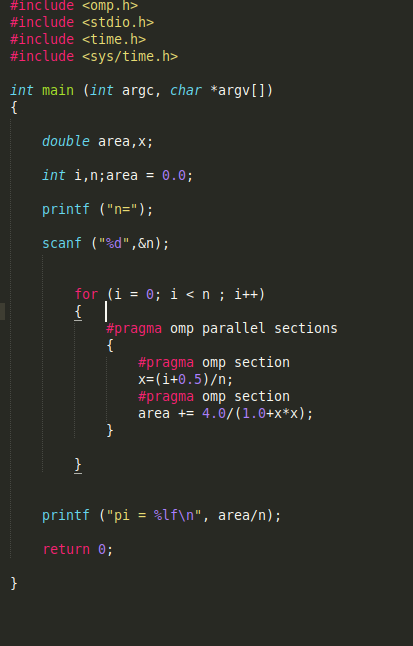 #include <omp.h>
#include <stdio.h>
#include <time.h>
#include <sys/time.h>
int main (int argc, char *argv[])
{
double area,x;
int i,n;area = 0.0;
printf ("n=");
scanf ("%d",&n);
for (i = 0; i < n ; i++)
{
#pragma omp parallel sections
{
#pragma omp section
x=(i+0.5)/n;
#pragma omp section
area += 4.0/(1.0+x*x);
}
}
printf ("pi = %lf\n", area/n);
return 0;
}